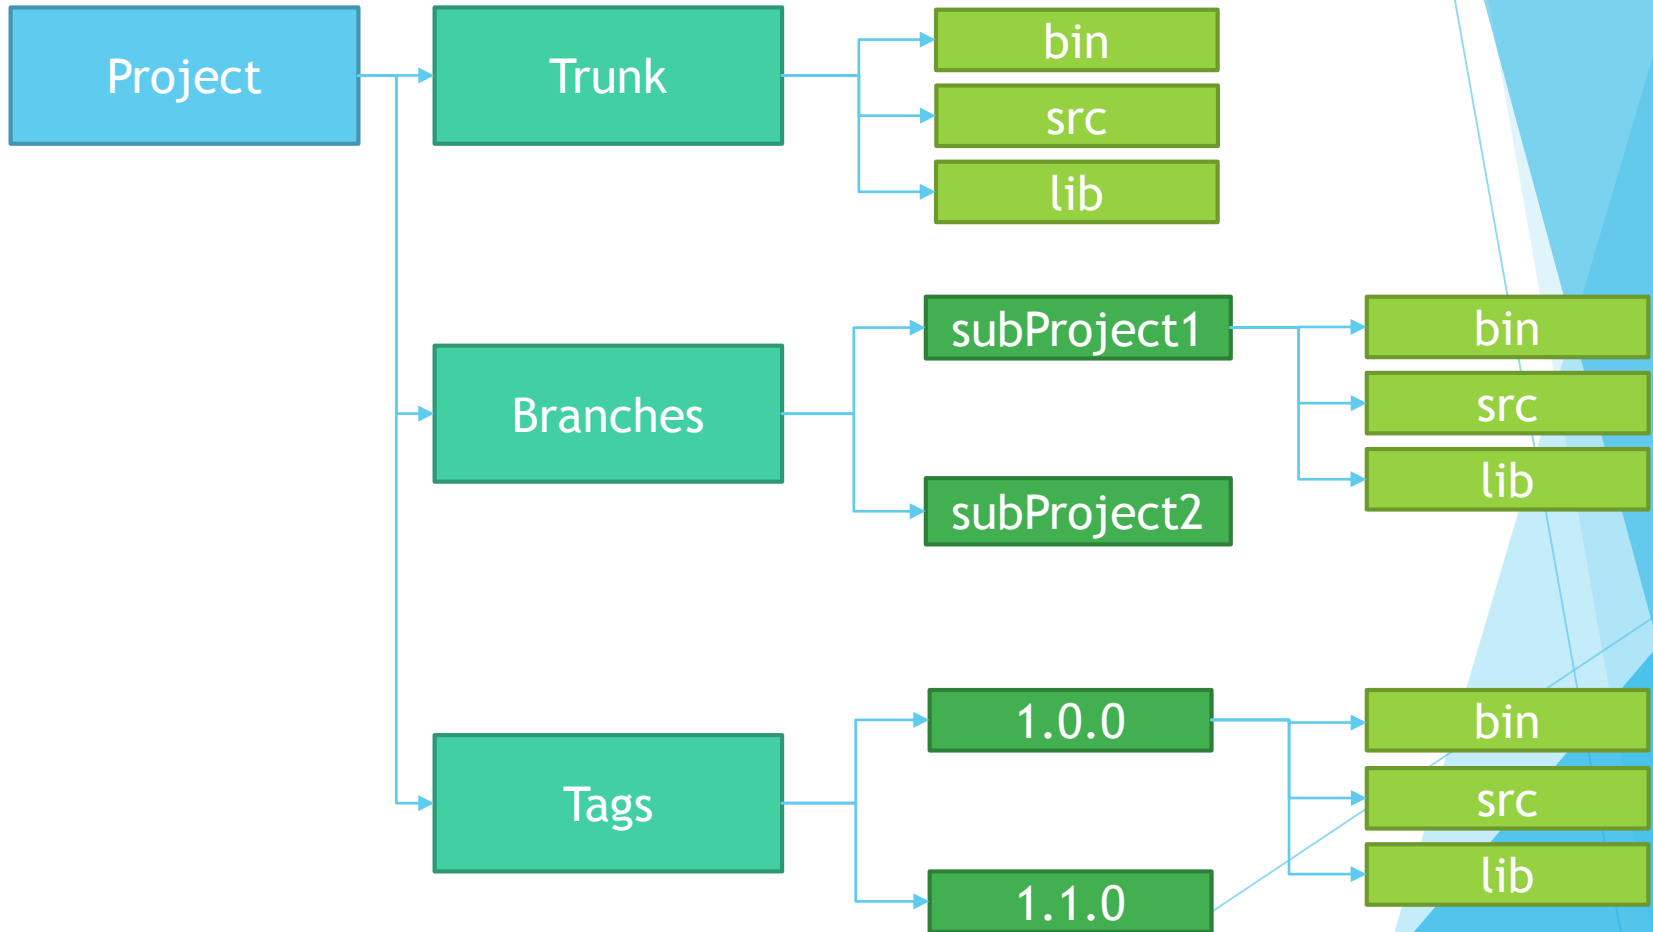 Project
Trunk
bin
src
lib
Branches
subProject1
bin
src
lib
subProject2
Tags
1.0.0
bin
src
lib
1.1.0